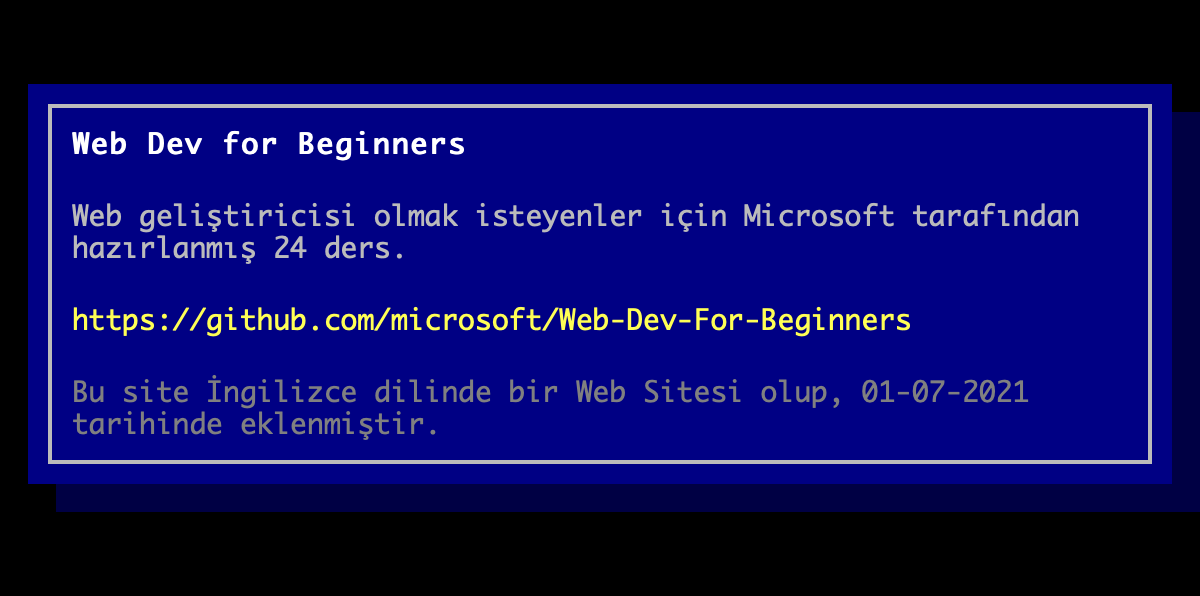 Web Dev for Beginners
Web geliştiricisi olmak isteyenler için Microsoft tarafından
hazırlanmış 24 ders.
https://github.com/microsoft/Web-Dev-For-Beginners
Bu site İngilizce dilinde bir Web Sitesi olup, 01-07-2021
tarihinde eklenmiştir.